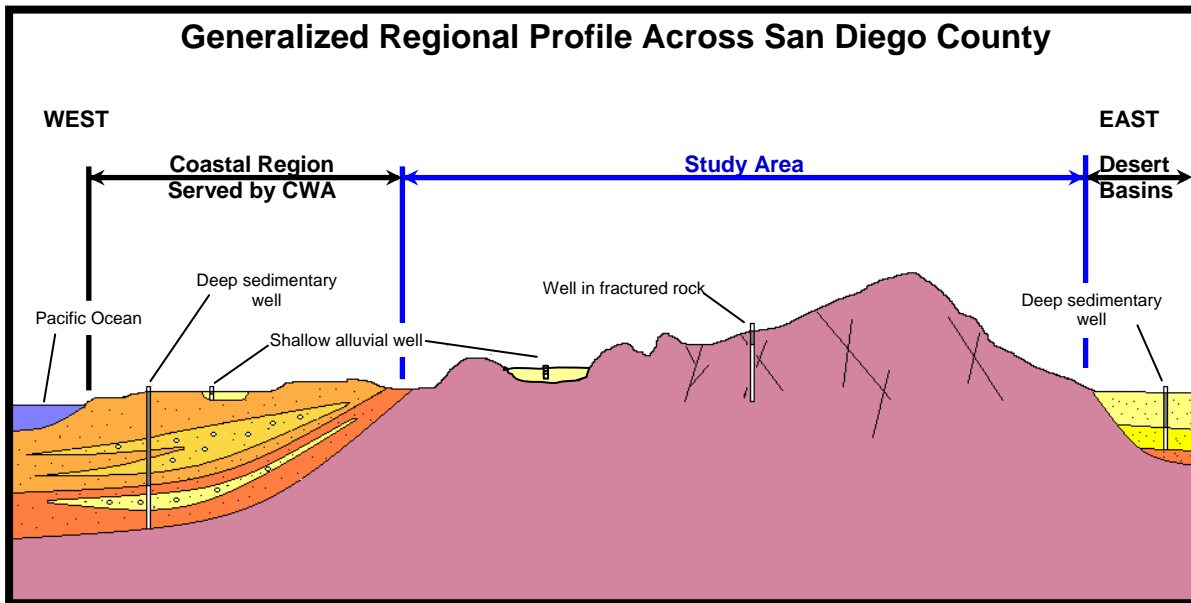 Generalized Regional Profile Across San Diego County
WEST
EAST
Coastal Region
Served by CWA
Study Area
Desert
Basins
Deep sedimentary
well
Well in fractured rock
Deep sedimentary
well
Pacific Ocean
Shallow alluvial well